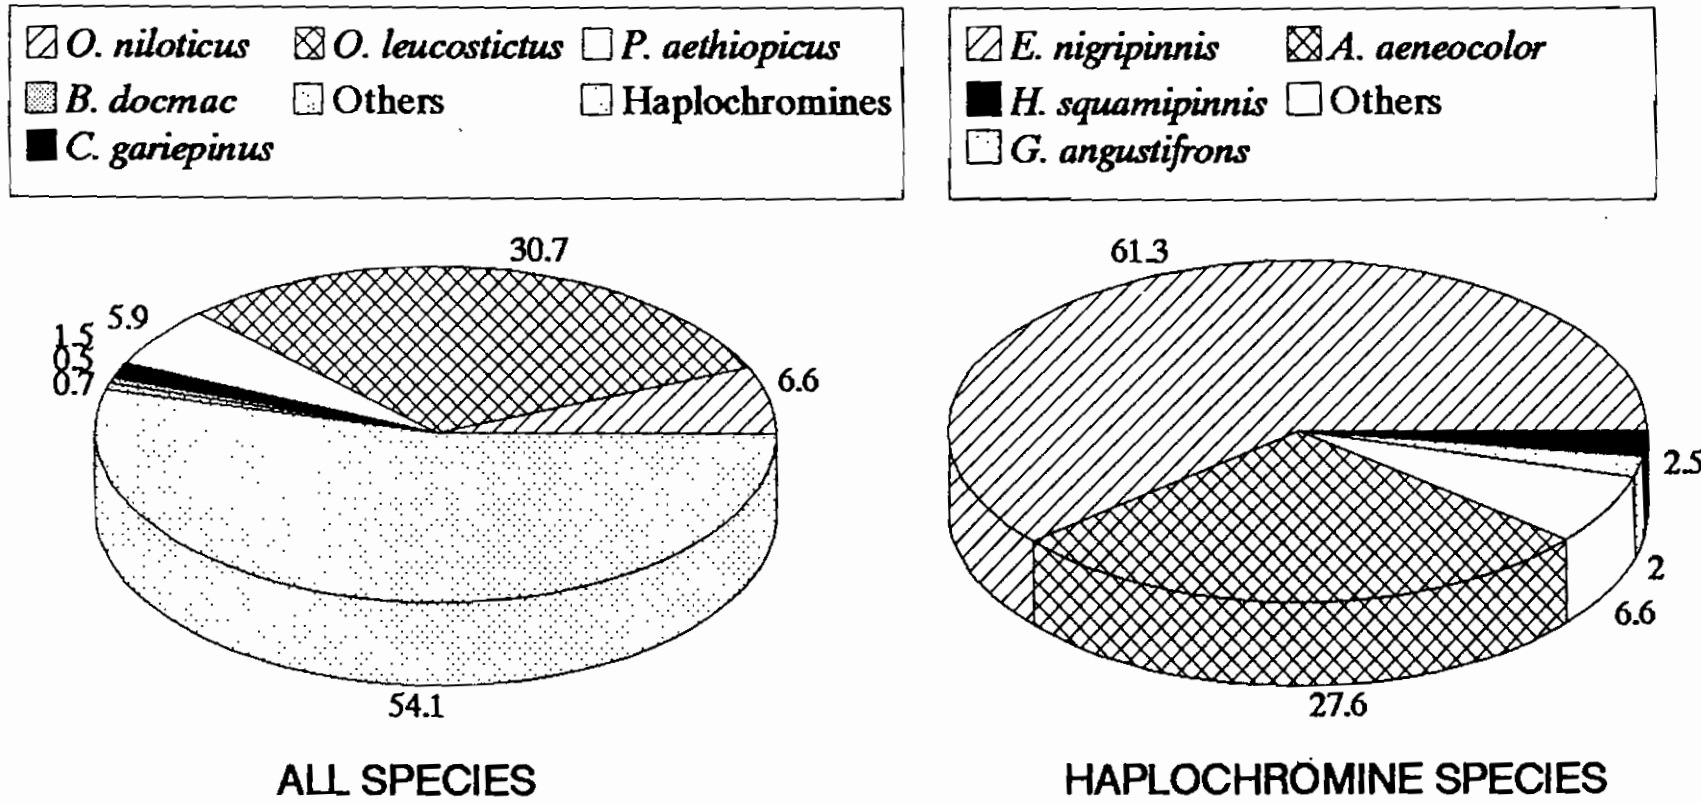 O. niloticus O. leucostictus P. aethiopicus
B. docmac Others Haplochromines
C. gariepinus
E. nigripinnis A. aeneocolor
H. squamipinnis Others
G. angustifrons
30.7
5.9
1.5
0.5
0.7
6.6
54.1
ALL SPECIES
61.3
2.5
2
6.6
27.6
HAPLOCHROMINE SPECIES